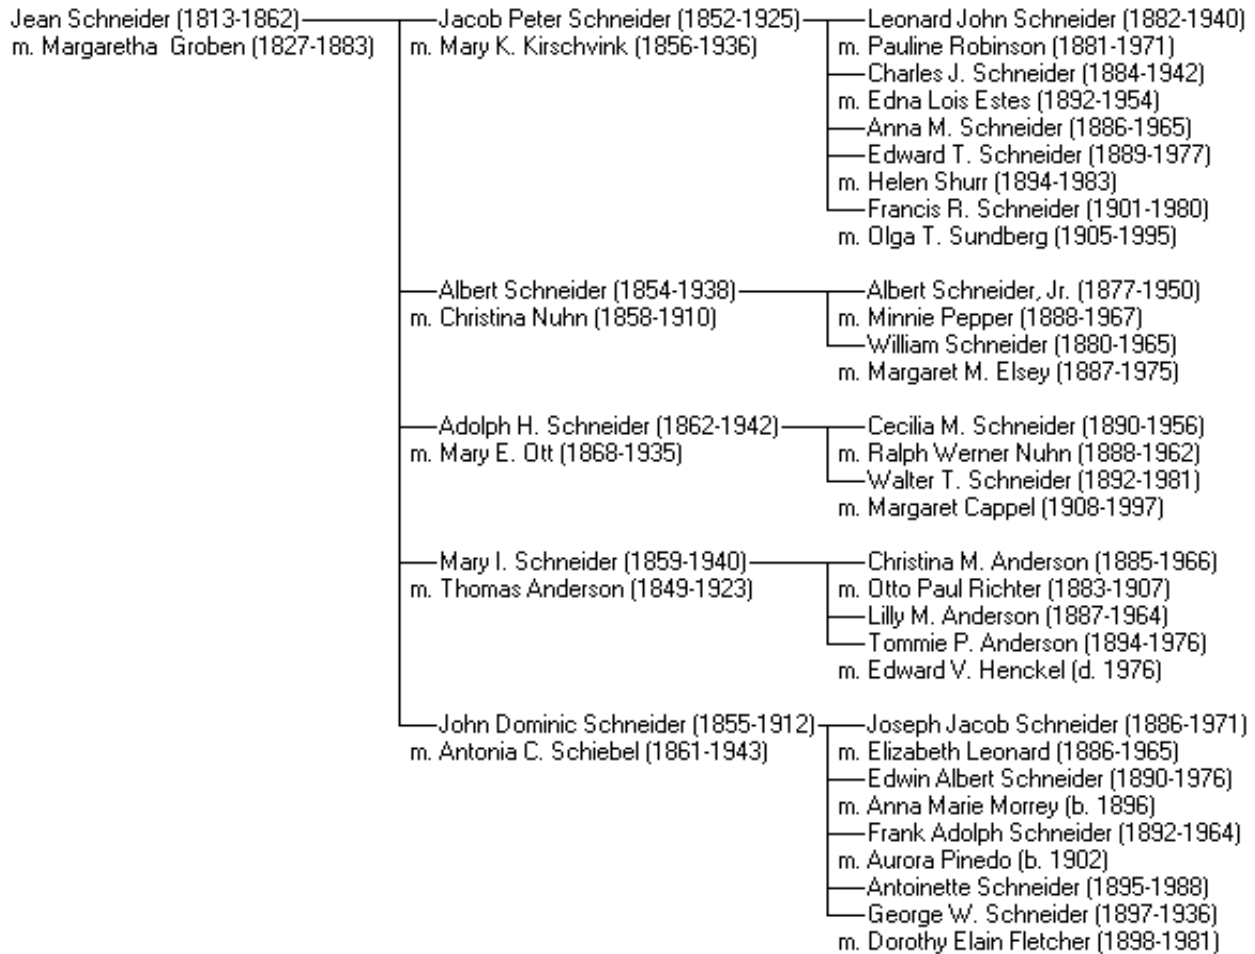 Jean Schneider (1813-1862)
m. Margaretha Groben (1827-1883)
Jacob Peter Schneider (1852-1925)
m. Mary K. Kirschvink (1856-1936)
Leonard John Schneider (1882-1940)
m. Pauline Robinson (1881-1971)
Charles J. Schneider (1884-1942)
m. Edna Lois Estes (1892-1954)
Anna M. Schneider (1886-1965)
Edward T. Schneider (1889-1977)
m. Helen Shurr (1894-1983)
Francis R. Schneider (1901-1980)
m. Olga T. Sundberg (1905-1995)
Albert Schneider (1854-1938)
m. Christina Nuhn (1858-1910)
Albert Schneider, Jr. (1877-1950)
m. Minnie Pepper (1888-1967)
William Schneider (1880-1965)
m. Margaret M. Elsey (1887-1975)
Adolph H. Schneider (1862-1942)
m. Mary E. Ott (1868-1935)
Cecilia M. Schneider (1890-1956)
m. Ralph Werner Nuhn (1888-1962)
Walter T. Schneider (1892-1981)
m. Margaret Cappel (1908-1997)
Mary I. Schneider (1859-1940)
m. Thomas Anderson (1849-1923)
Christina M. Anderson (1885-1966)
m. Otto Paul Richter (1883-1907)
Lilly M. Anderson (1887-1964)
Tommie P. Anderson (1894-1976)
m. Edward V. Henckel (d. 1976)
John Dominic Schneider (1855-1912)
m. Antonia C. Schiebel (1861-1943)
Joseph Jacob Schneider (1886-1971)
m. Elizabeth Leonard (1886-1965)
Edwin Albert Schneider (1890-1976)
m. Anna Marie Morrey (b. 1896)
Frank Adolph Schneider (1892-1964)
m. Aurora Pinedo (b. 1902)
Antoinette Schneider (1895-1988)
George W. Schneider (1897-1936)
m. Dorothy Elain Fletcher (1898-1981)